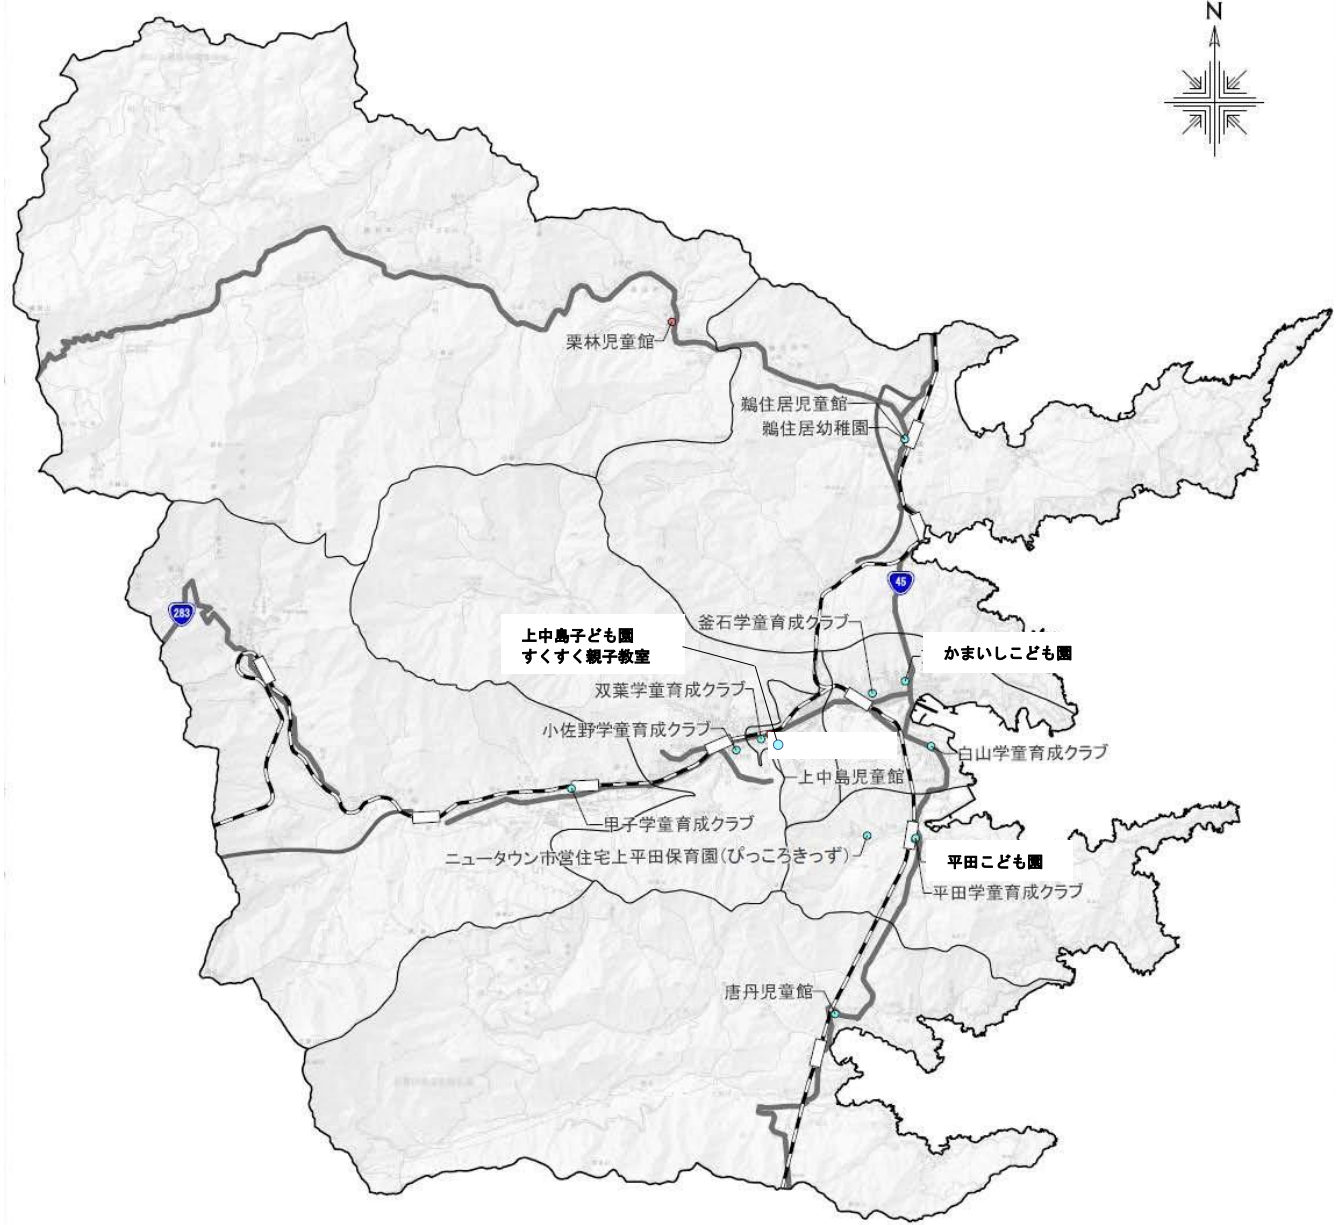 N
栗林児童館
鵜住居児童館
鵜住居幼稚園
45
283
釜石学童育成クラブ
上中島子ども園
すくすく親子教室
かまいしこども園
双葉学童育成クラブ
小佐野学童育成クラブ
白山学童育成クラブ
上中島児童館
甲子学童育成クラブ
ニュータウン市営住宅上平田保育園(ぴっころきっず)
平田こども園
平田学童育成クラブ
唐丹児童館